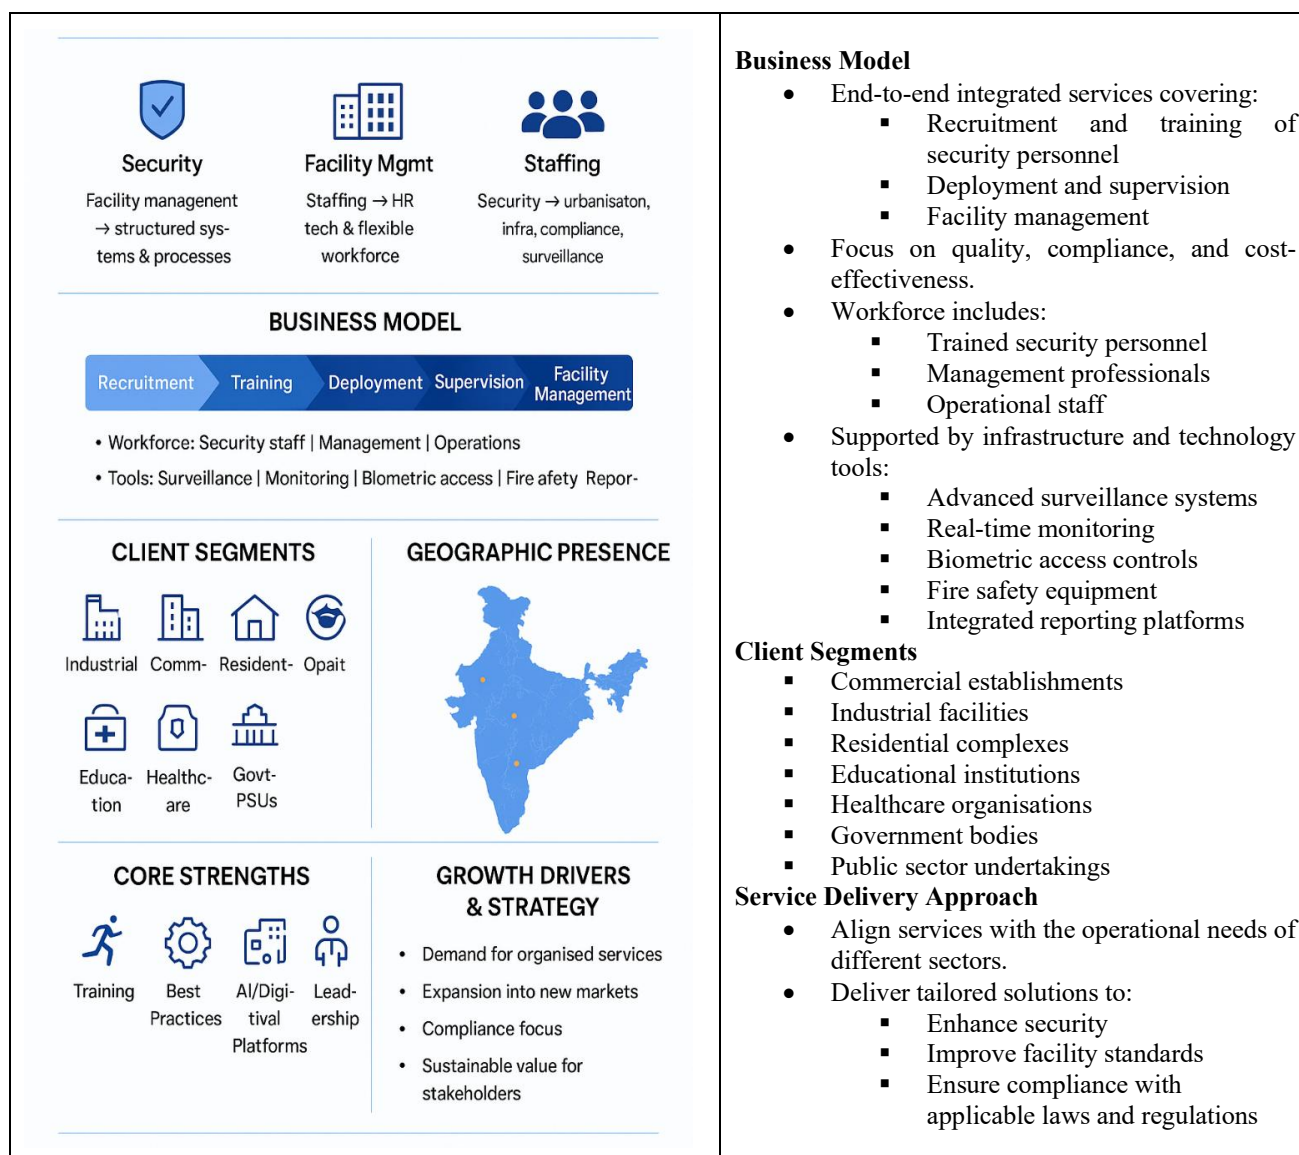 Security
Facility managenent
→ structured sys-
tems & processes
Facility Mgmt
Staffing → HR
tech & flexible
workforce
Staffing
Security → urbanisaton,
infra, compliance,
surveillance
BUSINESS MODEL
Recruitment
Training
Deployment
Supervision
Facility
Management
• Workforce: Security staff | Management | Operations
• Tools: Surveillance | Monitoring | Blometric access | Fire afety Repor-
CLIENT SEGMENTS
Industrial
Comm-
Resident-
Opait
Educa-
tion
Healthc-
are
Govt-
PSUs
GEOGRAPHIC PRESENCE
CORE STRENGTHS
Training
Best
Practices
AI/Digi-
tival
Platforms
Lead-
ership
GROWTH DRIVERS
& STRATEGY
• Demand for organised services
• Expansion into new markets
• Compliance focus
• Sustainable value for
stakeholders
Business Model
• End-to-end integrated services covering:
▪ Recruitment and training of
security personnel
▪ Deployment and supervision
▪ Facility management
• Focus on quality, compliance, and cost-
effectiveness.
• Workforce includes:
▪ Trained security personnel
▪ Management professionals
▪ Operational staff
• Supported by infrastructure and technology
tools:
▪ Advanced surveillance systems
▪ Real-time monitoring
▪ Biometric access controls
▪ Fire safety equipment
▪ Integrated reporting platforms
Client Segments
▪ Commercial establishments
▪ Industrial facilities
▪ Residential complexes
▪ Educational institutions
▪ Healthcare organisations
▪ Government bodies
▪ Public sector undertakings
Service Delivery Approach
• Align services with the operational needs of
different sectors.
• Deliver tailored solutions to:
▪ Enhance security
▪ Improve facility standards
▪ Ensure compliance with
applicable laws and regulations